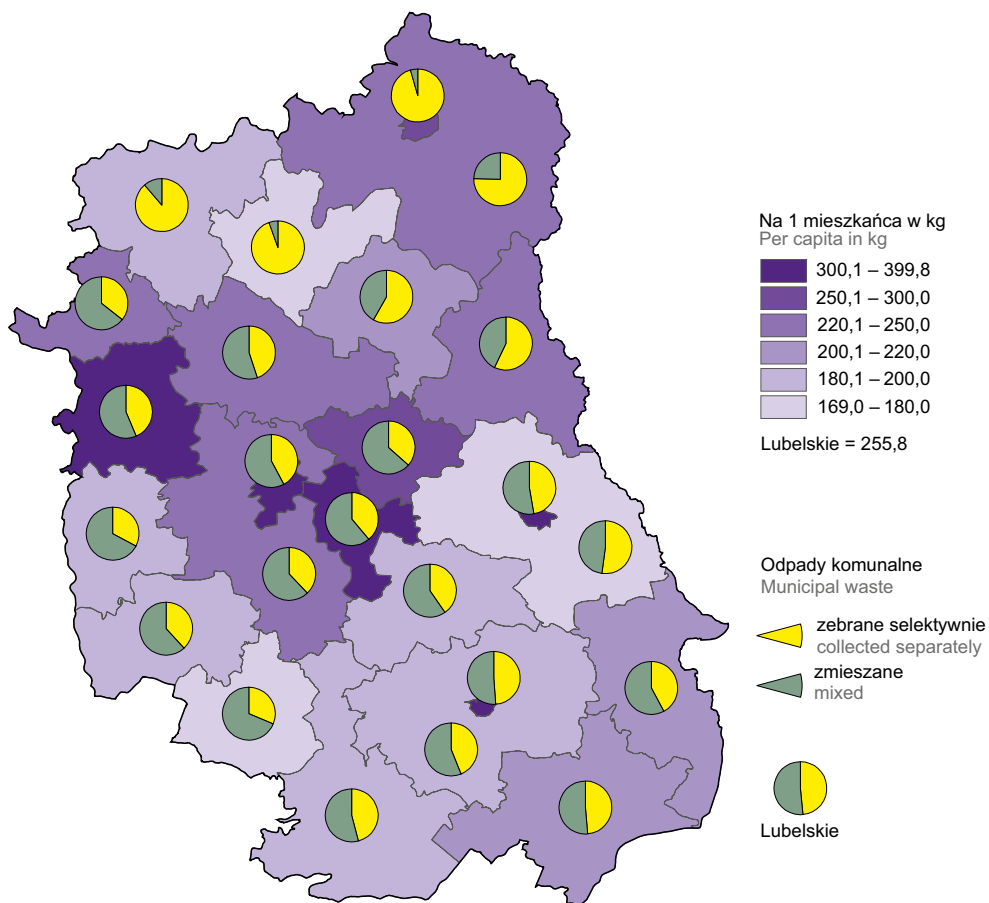 Na 1 mieszkańca w kg
Per capita in kg
300,1 – 399,8
250,1 – 300,0
220,1 – 250,0
200,1 – 220,0
180,1 – 200,0
169,0 – 180,0
Lubelskie = 255,8
Odpady komunalne
Municipal waste
zebrane selektywnie
collected separately
zmieszane
mixed
Lubelskie